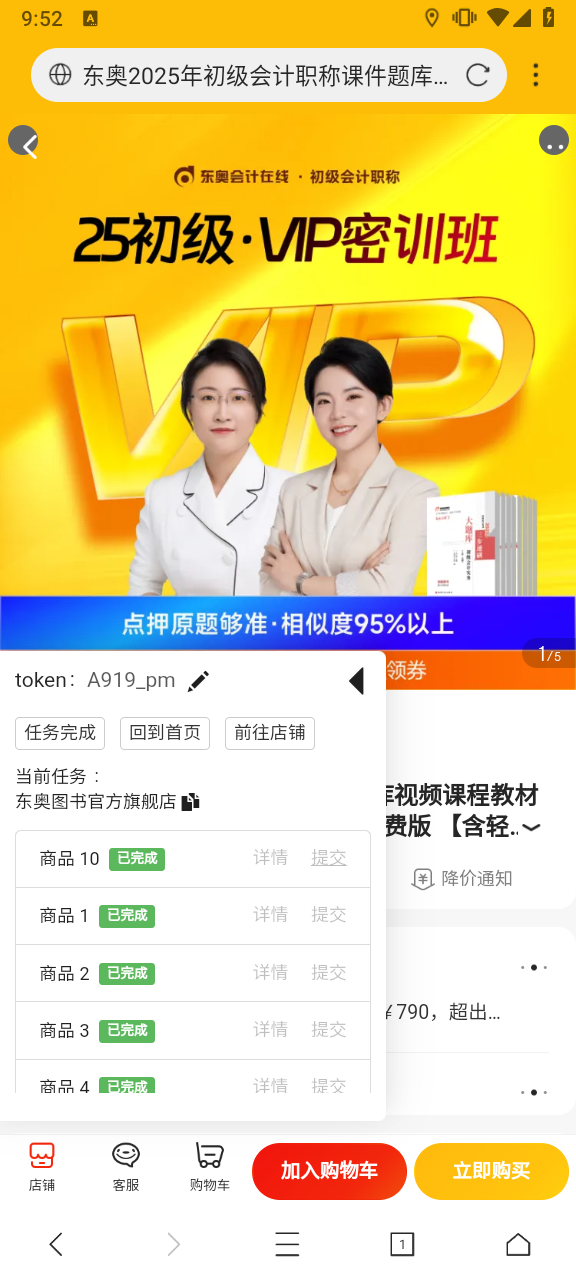 9:52
A
东奥2025年初级会计职称课件题库...
东奥会计在线 · 初级会计职称
25初级·VIP密训班
VIP
大题库
点押原题够准·相似度95%以上
1/5
领券
token： A919_pm
任务完成 回到首页 前往店铺
当前任务：
东奥图书官方旗舰店
视频课程教材
费版 【含轻..
降价通知
商品 10 已完成 详情 提交
商品 1 已完成 详情 提交
商品 2 已完成 详情 提交
¥790，超出...
商品 3 已完成 详情 提交
商品 4 已完成 详情 提交
店铺 客服 购物车 加入购物车 立即购买
1